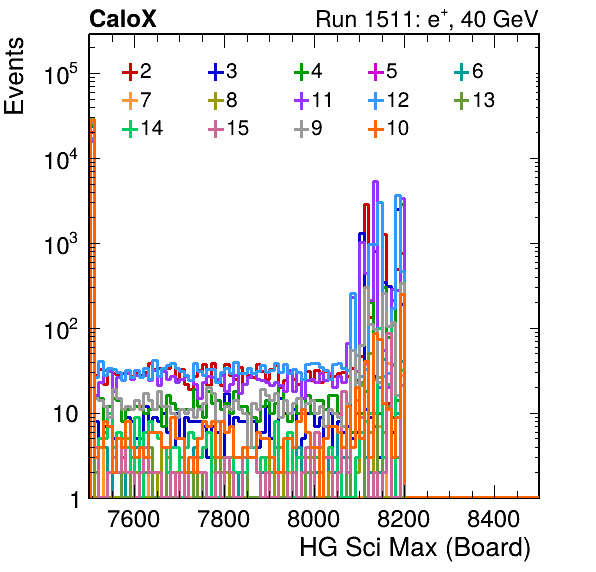 CaloX Run 1511: e⁺, 40 GeV
Events
10⁵
10⁴
10³
10²
10
1
2 3 4 5 6
7 8 11 12 13
14 15 9 10
7600 7800 8000 8200 8400
HG Sci Max (Board)